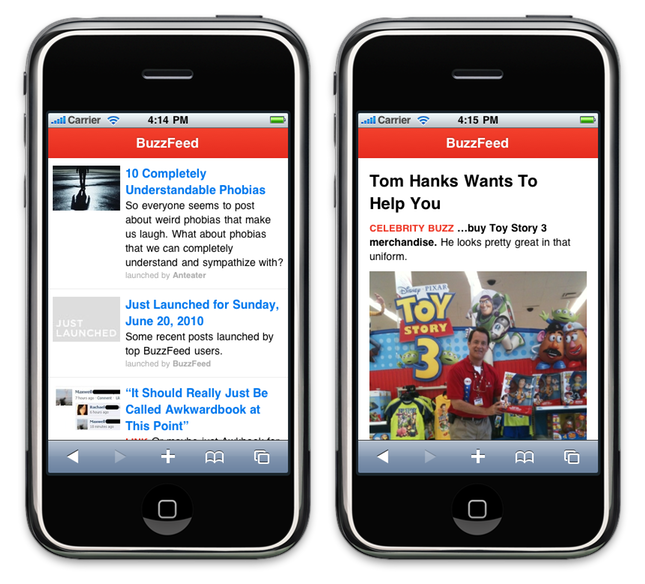 Carrier 4:14 PM
BuzzFeed
10 Completely
Understandable Phobias
So everyone seems to post
about weird phobias that make
us laugh. What about phobias
that we can completely
understand and sympathize with?
launched by Anteater
JUST
LAUNCHED
Just Launched for Sunday,
June 20, 2010
Some recent posts launched by
top BuzzFeed users.
launched by BuzzFeed
“It Should Really Just Be
Called Awkwardbook at
This Point”
Carrier 4:15 PM
BuzzFeed
Tom Hanks Wants To
Help You
CELEBRITY BUZZ ...buy Toy Story 3
merchandise. He looks pretty great in that
uniform.
Disney PIXAR
TOY
STORY
3